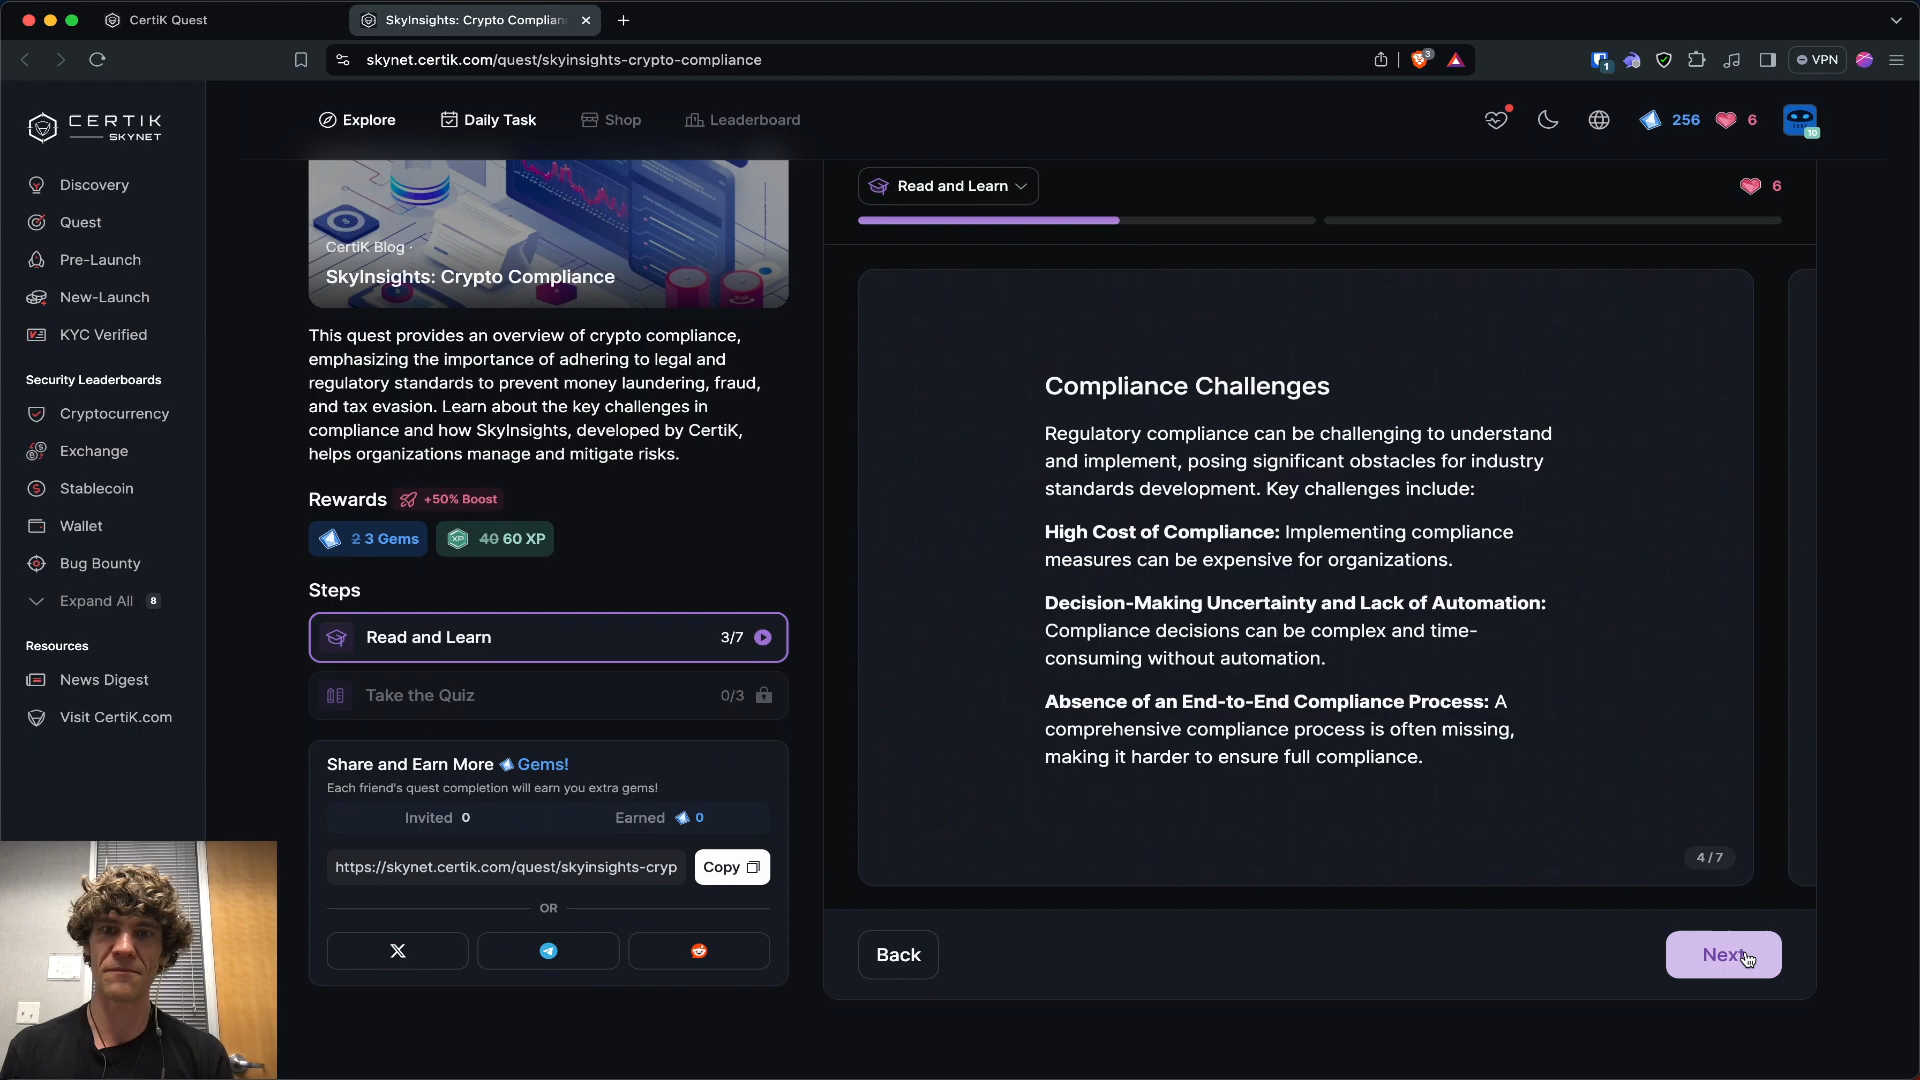 CertiK Quest
SkyInsights: Crypto Complian
skynet.certik.com/quest/skyinsights-crypto-compliance
3
1
VPN
CERTIK
SKYNET
Explore
Daily Task
Shop
Leaderboard
256
6
10
Discovery
Quest
Pre-Launch
New-Launch
KYC Verified
Security Leaderboards
Cryptocurrency
Exchange
Stablecoin
Wallet
Bug Bounty
Expand All 8
Resources
News Digest
Visit CertiK.com
CertiK Blog ·
SkyInsights: Crypto Compliance
This quest provides an overview of crypto compliance,
emphasizing the importance of adhering to legal and
regulatory standards to prevent money laundering, fraud,
and tax evasion. Learn about the key challenges in
compliance and how SkyInsights, developed by CertiK,
helps organizations manage and mitigate risks.
Rewards +50% Boost
2 3 Gems
XP 40 60 XP
Steps
Read and Learn 3/7
Take the Quiz 0/3
Share and Earn More Gems!
Each friend's quest completion will earn you extra gems!
Invited 0
Earned 0
https://skynet.certik.com/quest/skyinsights-cryp
Copy
OR
Read and Learn
6
Compliance Challenges
Regulatory compliance can be challenging to understand
and implement, posing significant obstacles for industry
standards development. Key challenges include:
High Cost of Compliance: Implementing compliance
measures can be expensive for organizations.
Decision-Making Uncertainty and Lack of Automation:
Compliance decisions can be complex and time-
consuming without automation.
Absence of an End-to-End Compliance Process: A
comprehensive compliance process is often missing,
making it harder to ensure full compliance.
4 / 7
Back
Next